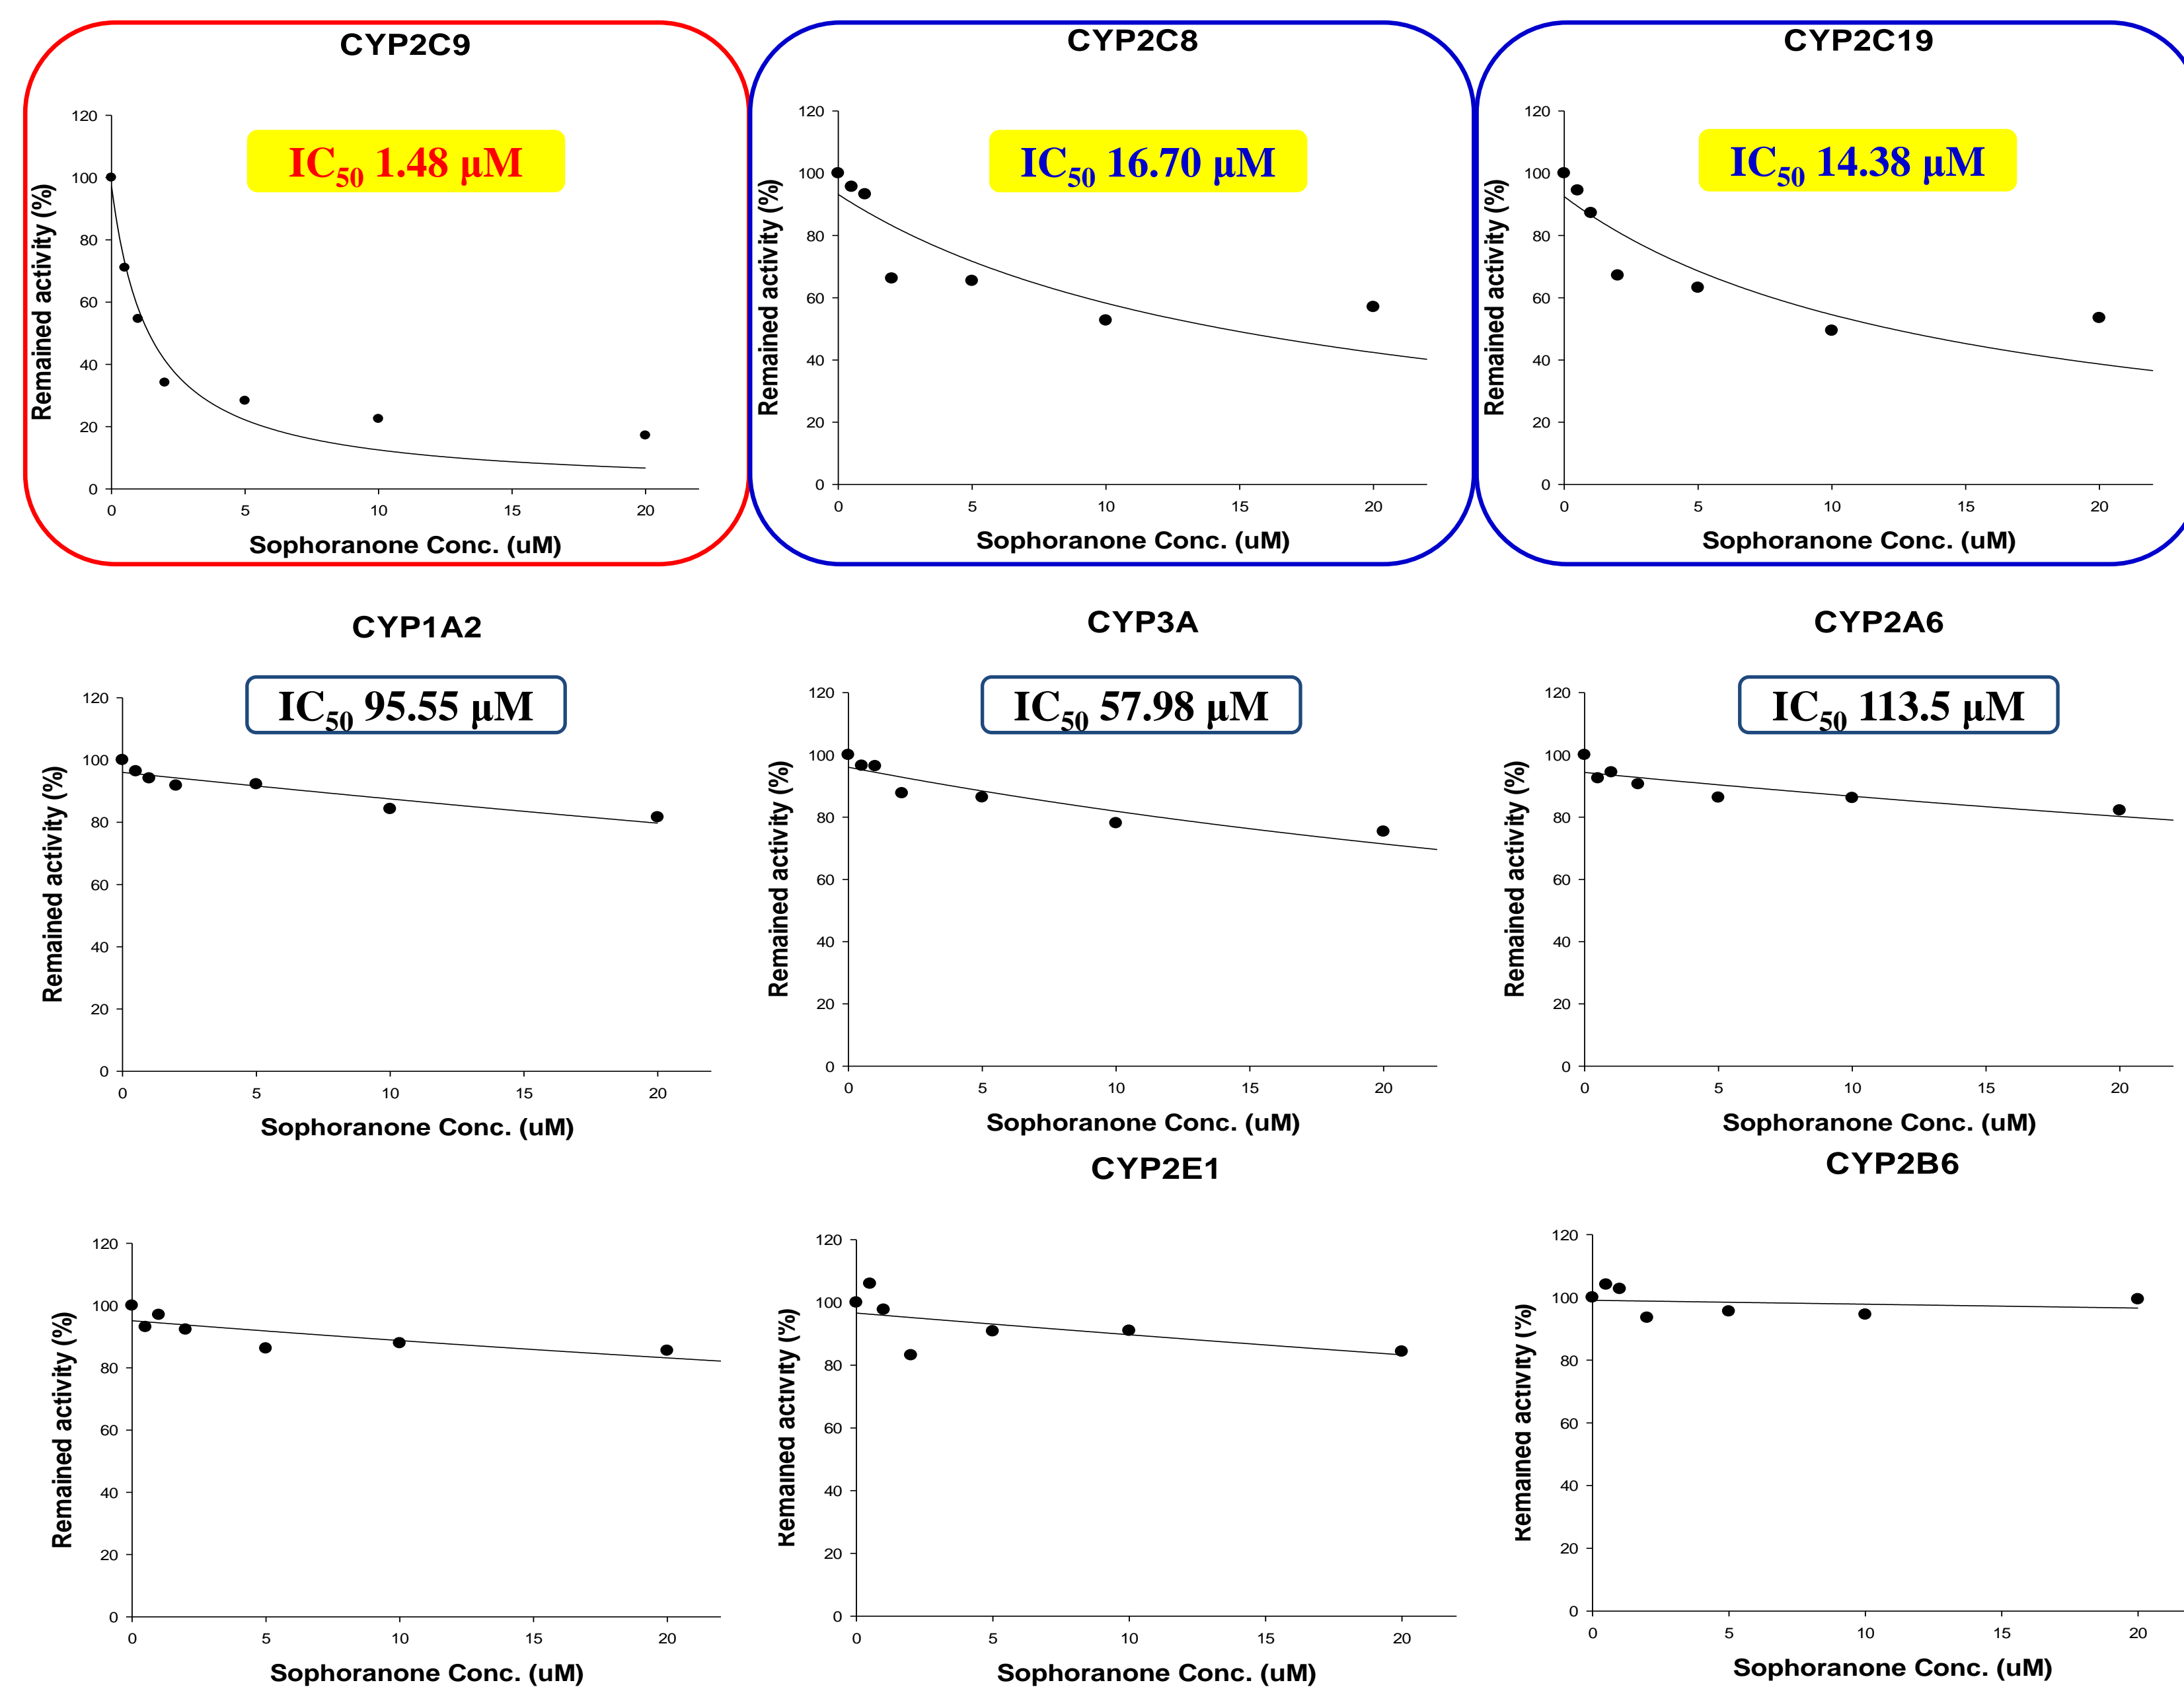 CYP2C9
IC50 1.48 µM
Remained activity (%)
120
100
80
60
40
20
0
0 5 10 15 20
Sophoranone Conc. (uM)
CYP2C8
IC50 16.70 µM
Remained activity (%)
120
100
80
60
40
20
0
0 5 10 15 20
Sophoranone Conc. (uM)
CYP2C19
IC50 14.38 µM
Remained activity (%)
120
100
80
60
40
20
0
0 5 10 15 20
Sophoranone Conc. (uM)
CYP1A2
IC50 95.55 µM
Remained activity (%)
120
100
80
60
40
20
0
0 5 10 15 20
Sophoranone Conc. (uM)
CYP3A
IC50 57.98 µM
Remained activity (%)
120
100
80
60
40
20
0
0 5 10 15 20
Sophoranone Conc. (uM)
CYP2A6
IC50 113.5 µM
Remained activity (%)
120
100
80
60
40
20
0
0 5 10 15 20
Sophoranone Conc. (uM)
Remained activity (%)
120
100
80
60
40
20
0
0 5 10 15 20
Sophoranone Conc. (uM)
CYP2E1
Remained activity (%)
120
100
80
60
40
20
0
0 5 10 15 20
Sophoranone Conc. (uM)
CYP2B6
Remained activity (%)
120
100
80
60
40
20
0
0 5 10 15 20
Sophoranone Conc. (uM)